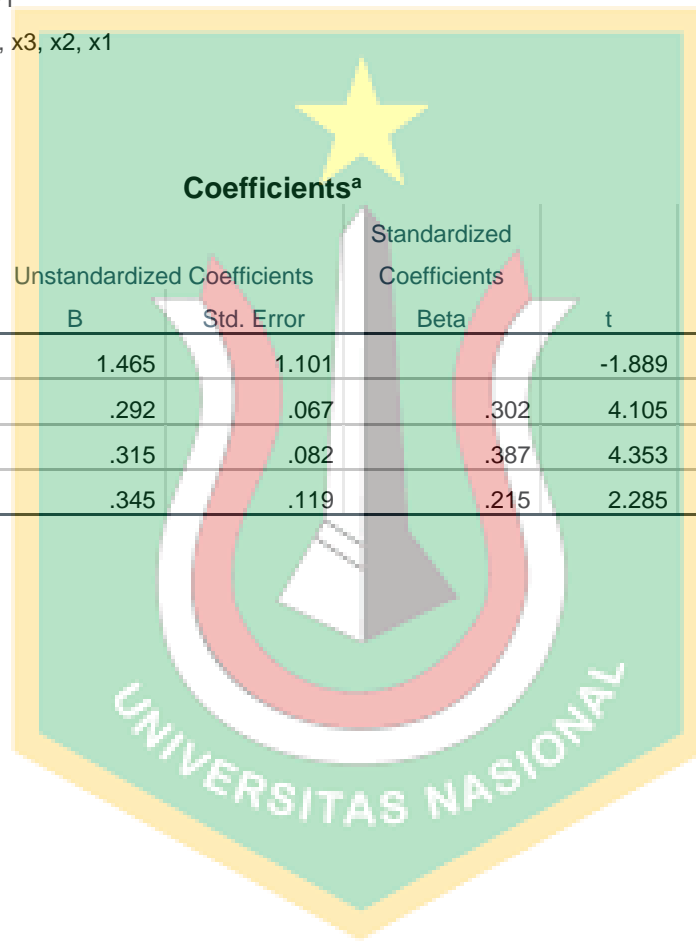 , x3, x2, x1
Coefficientsᵃ
Standardized
Unstandardized Coefficients Coefficients
B Std. Error Beta t
1.465 1.101 -1.889
.292 .067 .302 4.105
.315 .082 .387 4.353
.345 .119 .215 2.285
UNIVERSITAS NASIONAL